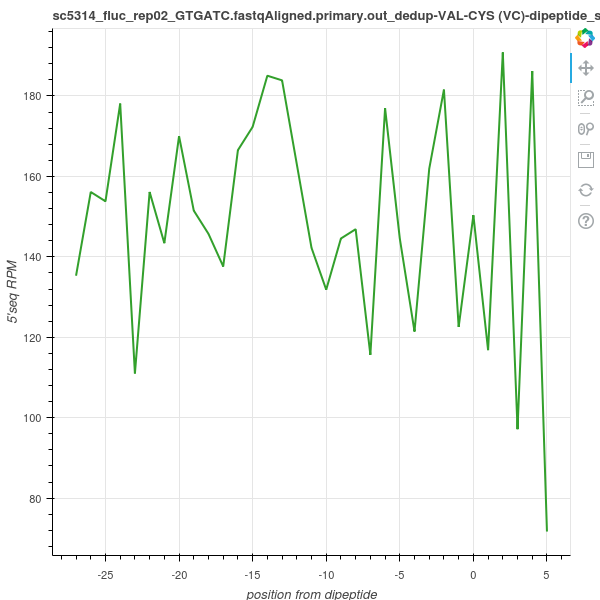 sc5314_fluc_rep02_GTGATC.fastqAligned.primary.out_dedup-VAL-CYS (VC)-dipeptide_s
180
160
140
120
100
80
5'seq RPM
-25 -20 -15 -10 -5 0 5
position from dipeptide